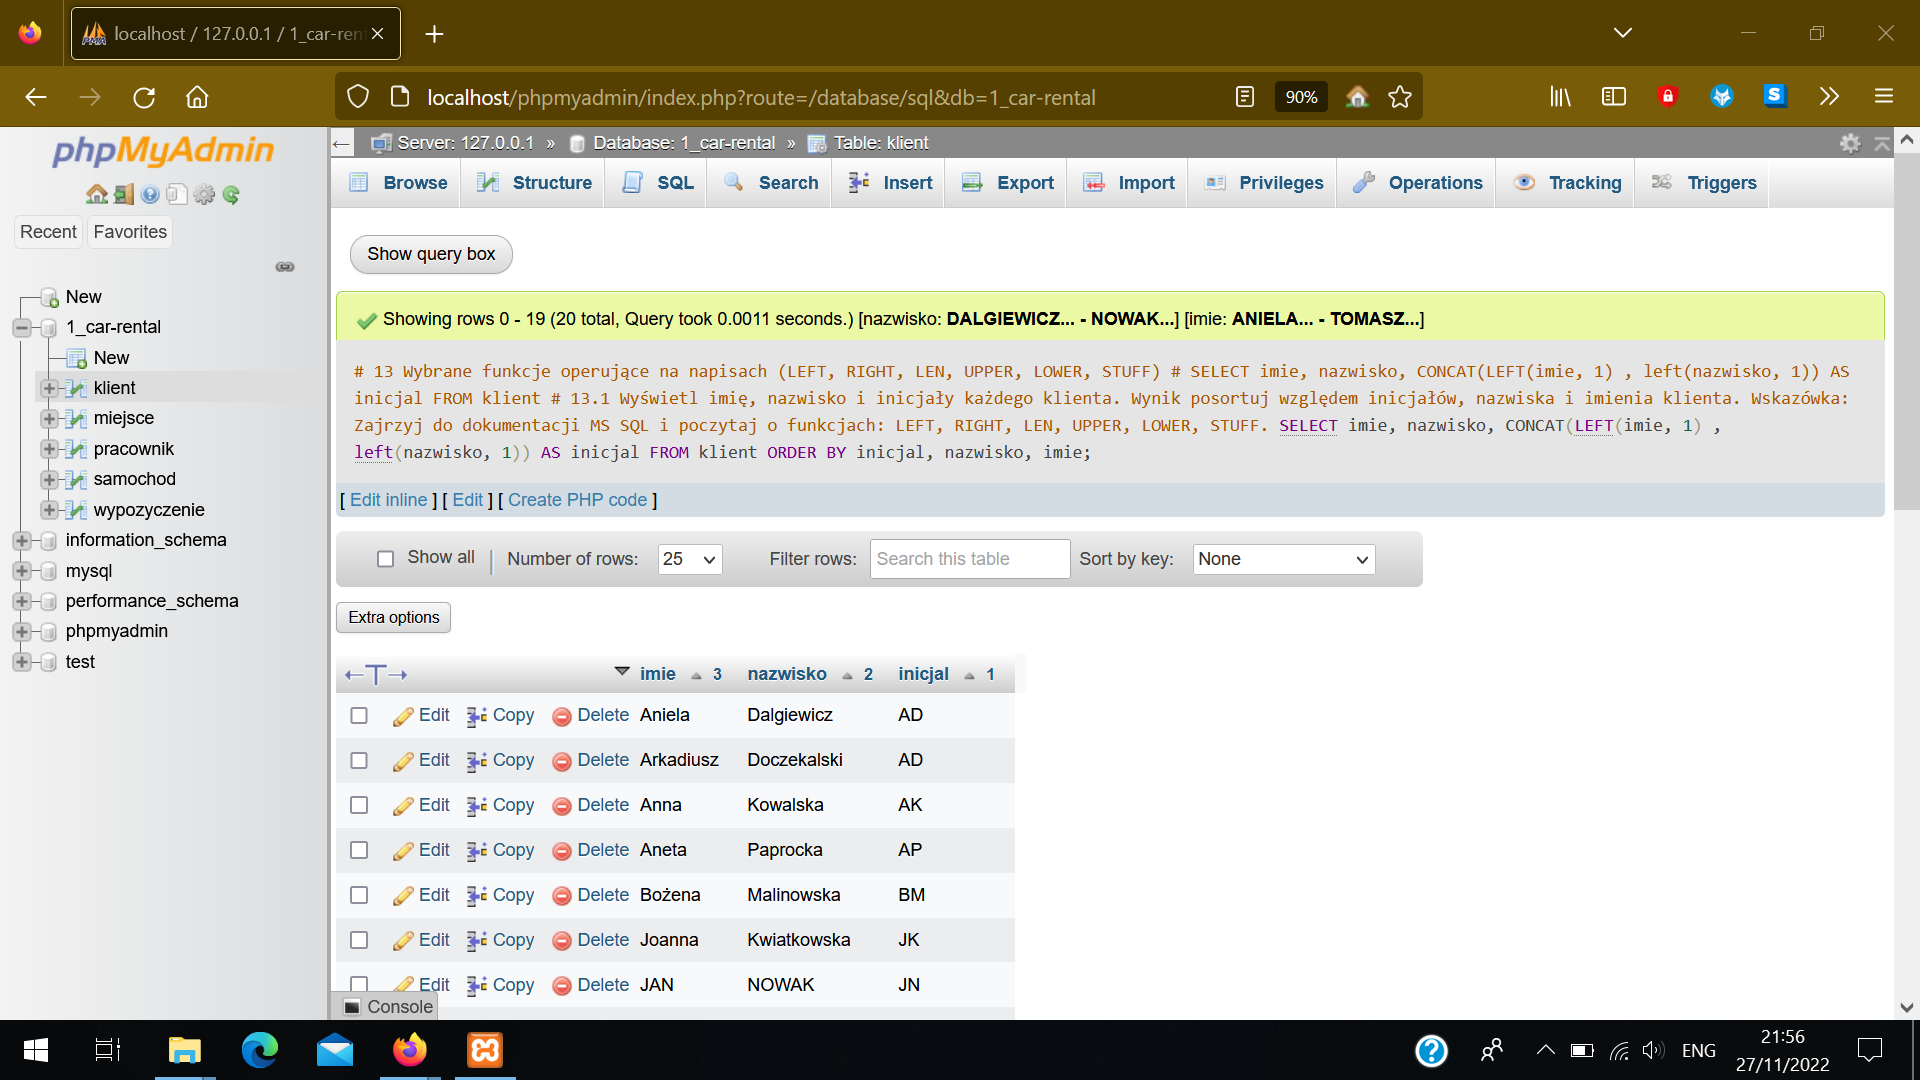 localhost / 127.0.0.1 / 1_car-ren
localhost/phpmyadmin/index.php?route=/database/sql&db=1_car-rental
90%
phpMyAdmin
Recent
Favorites
New
1_car-rental
New
klient
miejsce
pracownik
samochod
wypozyczenie
information_schema
mysql
performance_schema
phpmyadmin
test
Server: 127.0.0.1 » Database: 1_car-rental » Table: klient
Browse Structure SQL Search Insert Export Import Privileges Operations Tracking Triggers
Show query box
Showing rows 0 - 19 (20 total, Query took 0.0011 seconds.) [nazwisko: DALGIEWICZ... - NOWAK...] [imie: ANIELA... - TOMASZ...]
# 13 Wybrane funkcje operujące na napisach (LEFT, RIGHT, LEN, UPPER, LOWER, STUFF) # SELECT imie, nazwisko, CONCAT(LEFT(imie, 1) , left(nazwisko, 1)) AS
inicjal FROM klient # 13.1 Wyświetl imię, nazwisko i inicjały każdego klienta. Wynik posortuj względem inicjałów, nazwiska i imienia klienta. Wskazówka:
Zajrzyj do dokumentacji MS SQL i poczytaj o funkcjach: LEFT, RIGHT, LEN, UPPER, LOWER, STUFF. SELECT imie, nazwisko, CONCAT(LEFT(imie, 1) ,
left(nazwisko, 1)) AS inicjal FROM klient ORDER BY inicjal, nazwisko, imie;
[ Edit inline ] [ Edit ] [ Create PHP code ]
Show all Number of rows: 25 Filter rows: Search this table Sort by key: None
Extra options
imie 3 nazwisko 2 inicjal 1
Edit Copy Delete Aniela Dalgiewicz AD
Edit Copy Delete Arkadiusz Doczekalski AD
Edit Copy Delete Anna Kowalska AK
Edit Copy Delete Aneta Paprocka AP
Edit Copy Delete Bożena Malinowska BM
Edit Copy Delete Joanna Kwiatkowska JK
Edit Copy Delete JAN NOWAK JN
Console
ENG
21:56
27/11/2022